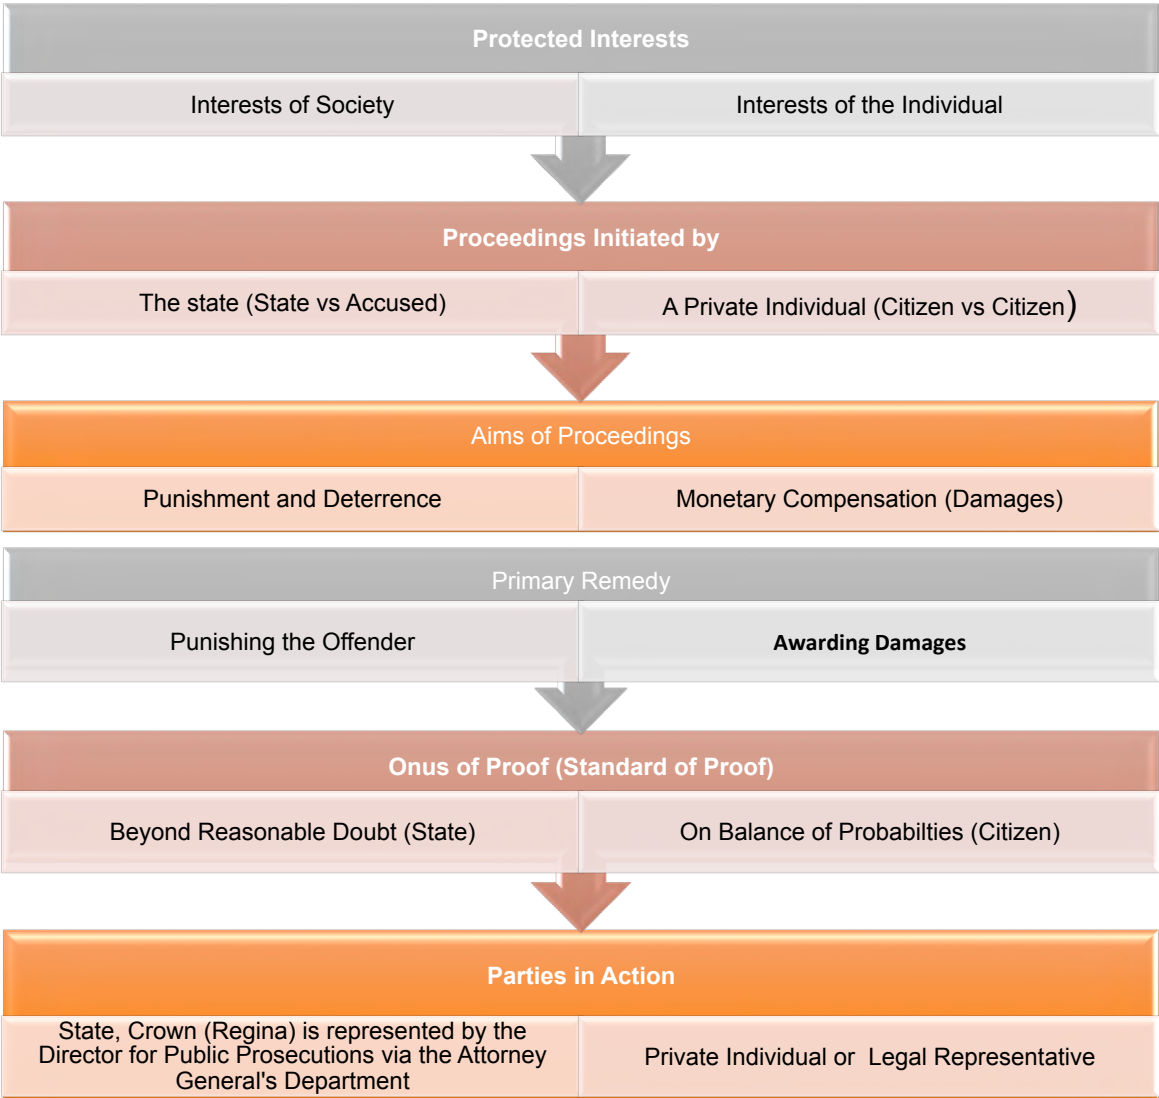 Protected Interests
Interests of Society
Interests of the Individual
Proceedings Initiated by
The state (State vs Accused)
A Private Individual (Citizen vs Citizen)
Aims of Proceedings
Punishment and Deterrence
Monetary Compensation (Damages)
Primary Remedy
Punishing the Offender
Awarding Damages
Onus of Proof (Standard of Proof)
Beyond Reasonable Doubt (State)
On Balance of Probabilties (Citizen)
Parties in Action
State, Crown (Regina) is represented by the
Director for Public Prosecutions via the Attorney
General's Department
Private Individual or Legal Representative